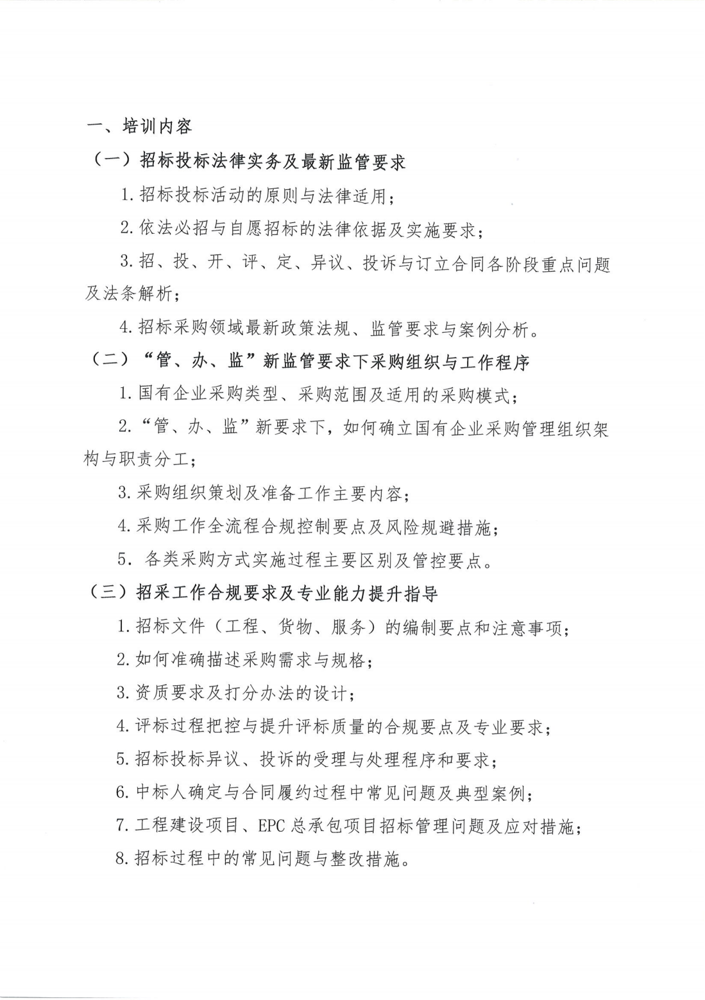 一、培训内容
（一）招标投标法律实务及最新监管要求
1.招标投标活动的原则与法律适用；
2.依法必招与自愿招标的法律依据及实施要求；
3.招、投、开、评、定、异议、投诉与订立合同各阶段重点问题
及法条解析；
4.招标采购领域最新政策法规、监管要求与案例分析。
（二）“管、办、监”新监管要求下采购组织与工作程序
1.国有企业采购类型、采购范围及适用的采购模式；
2.“管、办、监”新要求下，如何确立国有企业采购管理组织架
构与职责分工；
3.采购组织策划及准备工作主要内容；
4.采购工作全流程合规控制要点及风险规避措施；
5. 各类采购方式实施过程主要区别及管控要点。
（三）招采工作合规要求及专业能力提升指导
1.招标文件（工程、货物、服务）的编制要点和注意事项；
2.如何准确描述采购需求与规格；
3.资质要求及打分办法的设计；
4.评标过程把控与提升评标质量的合规要点及专业要求；
5.招标投标异议、投诉的受理与处理程序和要求；
6.中标人确定与合同履约过程中常见问题及典型案例；
7.工程建设项目、EPC 总承包项目招标管理问题及应对措施；
8.招标过程中的常见问题与整改措施。